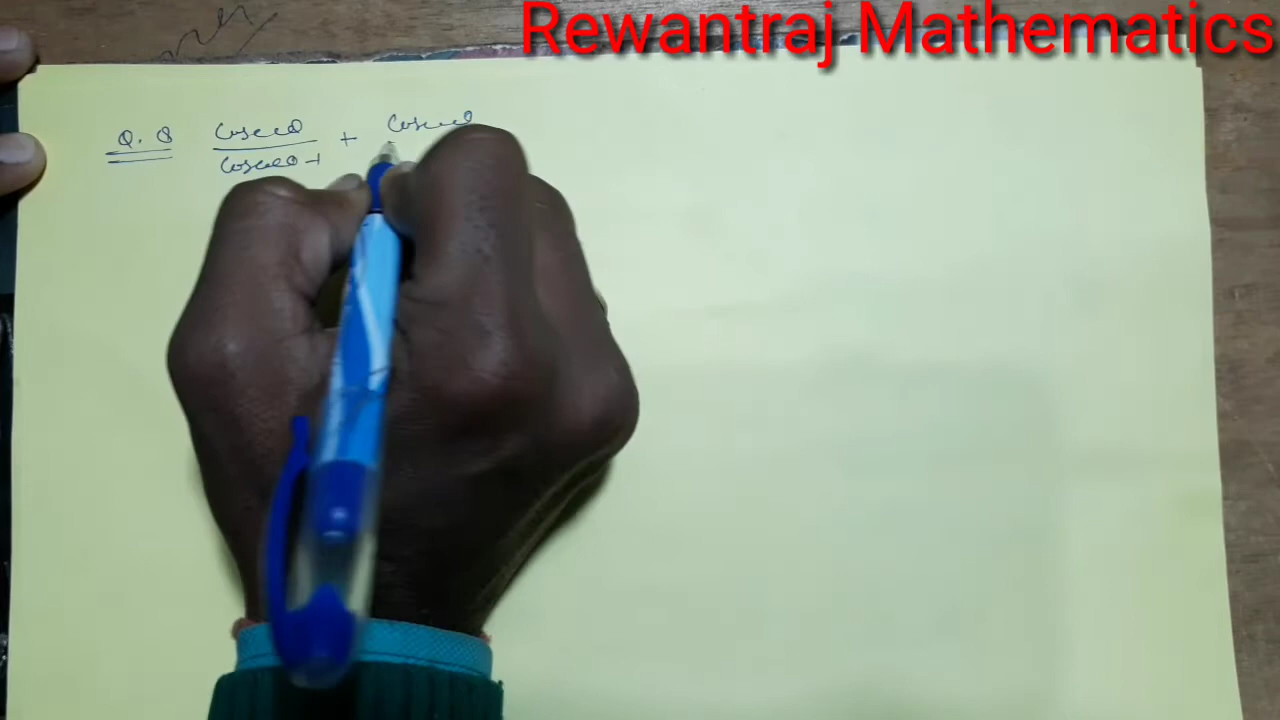 Rewantraj Mathematics
Q. 8 cosecθ + cosecθ
cosecθ-1